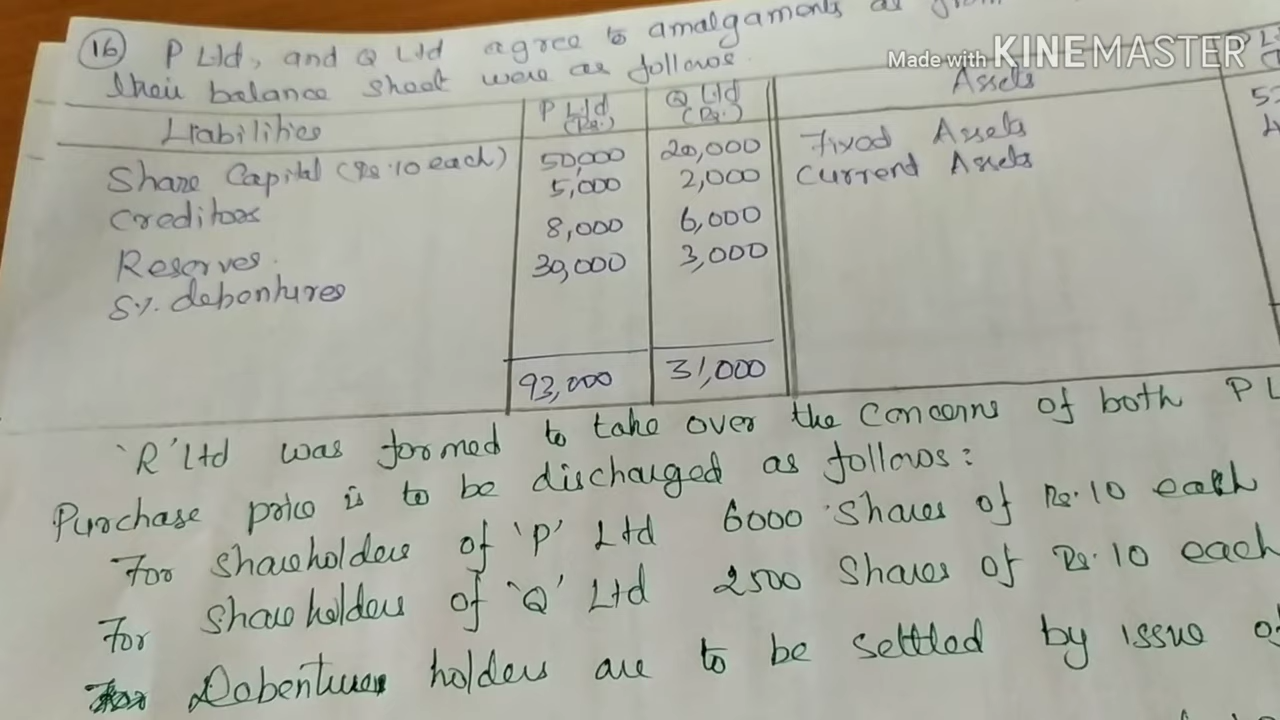 16 P Ltd, and Q Ltd agree to amalgaments as from
their balance sheet were as follows.
Made with KINEMASTER
Liabilities P Ltd (Rs.) Q Ltd (Rs.) Assets
Share Capital (Rs.10 each) 50,000 20,000 Fixed Assets
Creditors 5,000 2,000 Current Assets
Reserves. 8,000 6,000
5%. debentures 30,000 3,000
93,000 31,000
'R' Ltd was formed to take over the concerns of both P
Purchase price is to be discharged as follows:
For shareholders of 'P' Ltd 6000 shares of Rs.10 each
For shareholders of 'Q' Ltd 2500 shares of Rs.10 each
Debenture holders are to be settled by issue of